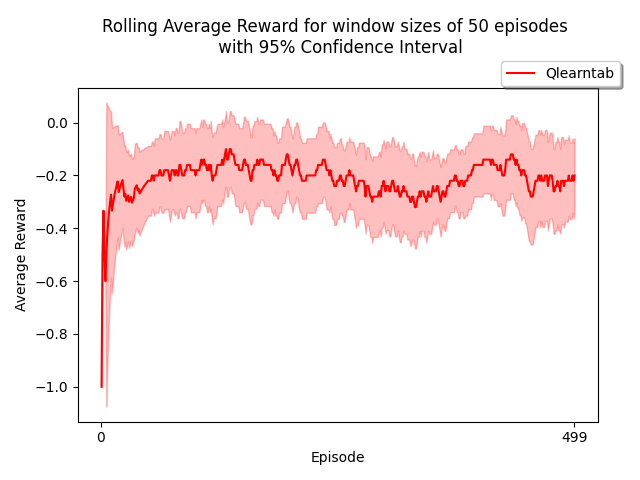 Rolling Average Reward for window sizes of 50 episodes
with 95% Confidence Interval
Qlearntab
0.0
−0.2
−0.4
−0.6
−0.8
−1.0
Average Reward
0
499
Episode